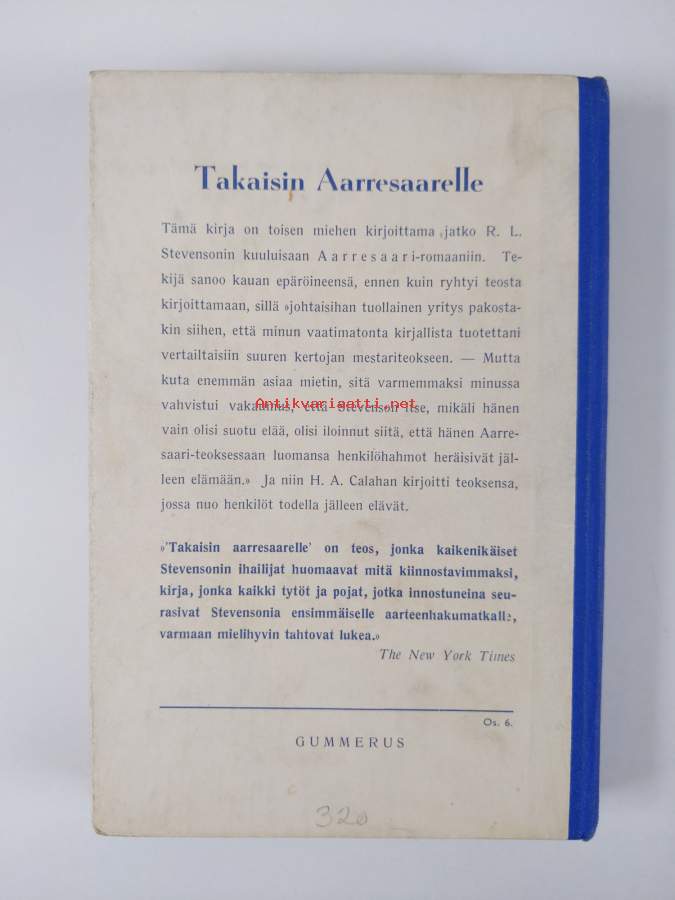 Takaisin Aarresaarelle
Tämä kirja on toisen miehen kirjoittama jatko R. L.
Stevensonin kuuluisaan Aarresaari-romaaniin. Te-
kijä sanoo kauan epäröineensä, ennen kuin ryhtyi teosta
kirjoittamaan, sillä »johtaisihan tuollainen yritys pakosta-
kin siihen, että minun vaatimatonta kirjallista tuotettani
vertailtaisiin suuren kertojan mestariteokseen. — Mutta
kuta enemmän asiaa mietin, sitä varmemmaksi minussa
vahvistui vakaumus, että Stevenson itse, mikäli hänen
Antikvariaatti.net
vain olisi suotu elää, olisi iloinnut siitä, että hänen Aarre-
saari-teoksessaan luomansa henkilöhahmot heräisivät jäl-
leen elämään.» Ja niin H. A. Calahan kirjoitti teoksensa,
jossa nuo henkilöt todella jälleen elävät.
»'Takaisin aarresaarelle' on teos, jonka kaikenikäiset
Stevensonin ihailijat huomaavat mitä kiinnostavimmaksi,
kirja, jonka kaikki tytöt ja pojat, jotka innostuneina seu-
rasivat Stevensonia ensimmäiselle aarteenhakumatkalle,
varmaan mielihyvin tahtovat lukea.»
The New York Times
Os. 6.
GUMMERUS
320